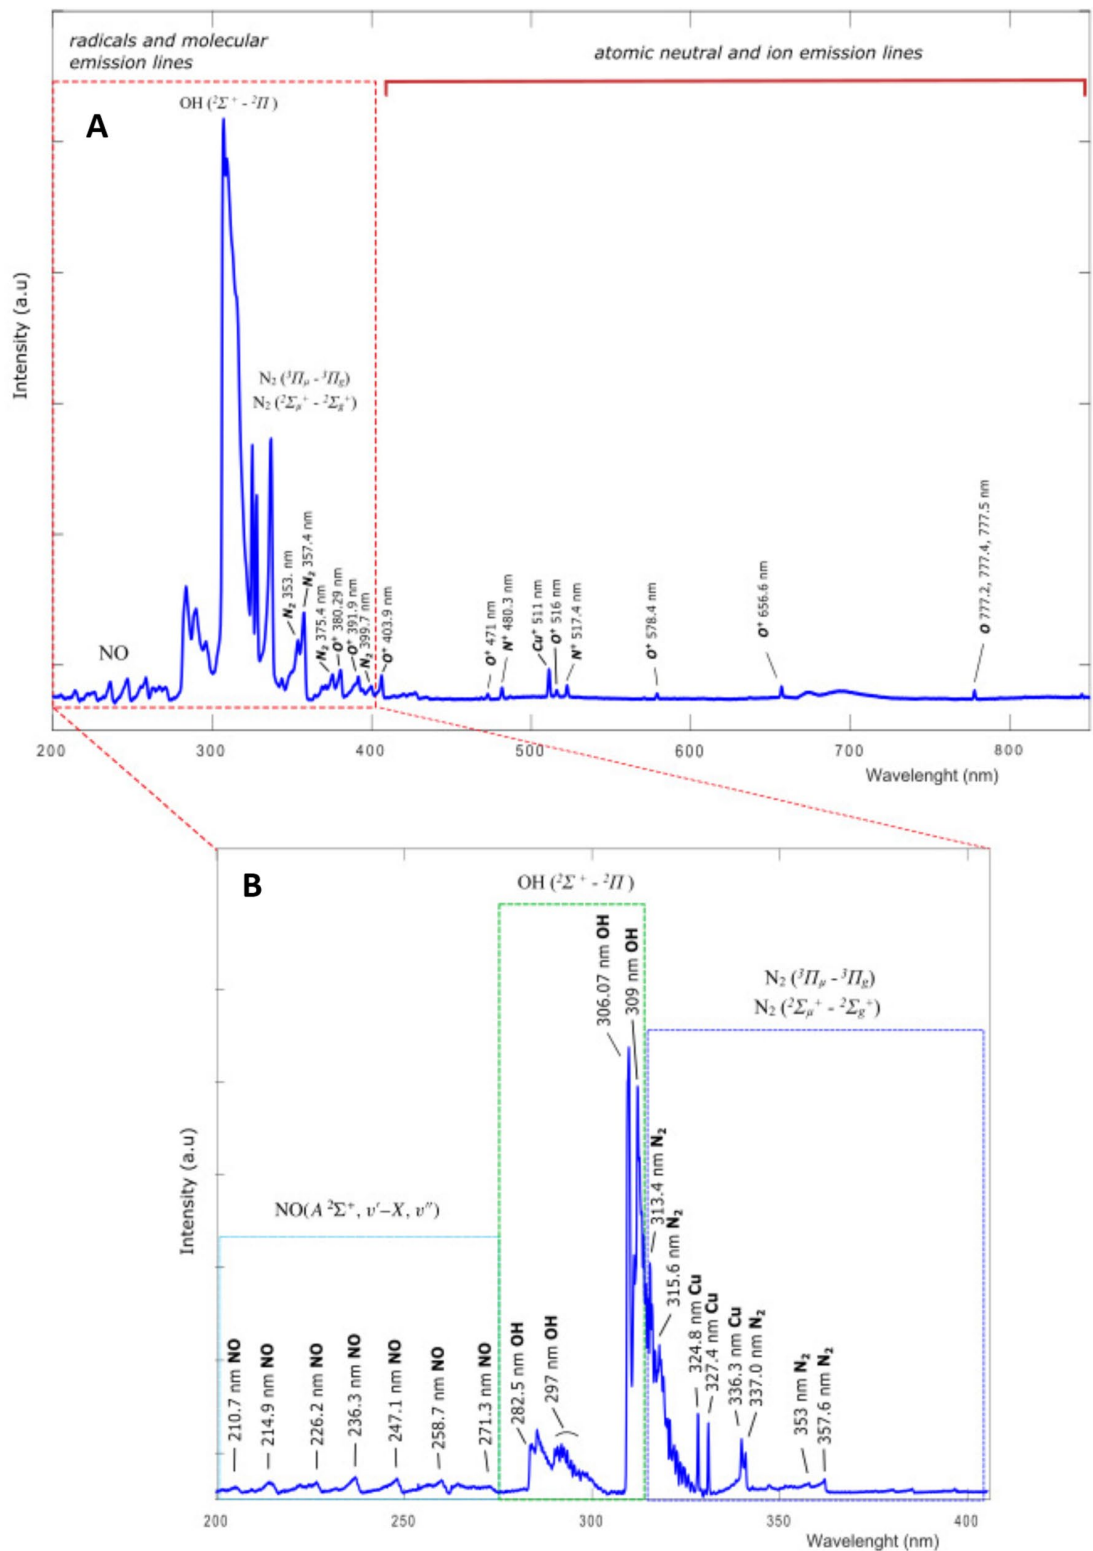 radicals and molecular
emission lines
atomic neutral and ion emission lines
A
OH (²Σ⁺ - ²Π)
N₂ (³Πμ - ³Πg)
N₂ (²Σμ⁺ - ²Σg⁺)
NO
N₂ 353. nm
N₂ 357.4 nm
N₂ 375.4 nm
O⁺ 380.29 nm
O⁺ 391.9 nm
N₂ 399.7 nm
O⁺ 403.9 nm
O⁺ 471 nm
N⁺ 480.3 nm
Cu⁺ 511 nm
O⁺ 516 nm
N⁺ 517.4 nm
O⁺ 578.4 nm
O⁺ 656.6 nm
O 777.2, 777.4, 777.5 nm
Intensity (a.u)
200 300 400 500 600 700 800
Wavelenght (nm)
B
OH (²Σ⁺ - ²Π)
N₂ (³Πμ - ³Πg)
N₂ (²Σμ⁺ - ²Σg⁺)
NO(A ²Σ⁺, υ′–X, υ″)
210.7 nm NO
214.9 nm NO
226.2 nm NO
236.3 nm NO
247.1 nm NO
258.7 nm NO
271.3 nm NO
282.5 nm OH
297 nm OH
306.07 nm OH
309 nm OH
313.4 nm N₂
315.6 nm N₂
324.8 nm Cu
327.4 nm Cu
336.3 nm Cu
337.0 nm N₂
353 nm N₂
357.6 nm N₂
Intensity (a.u)
200 250 300 350 400
Wavelenght (nm)